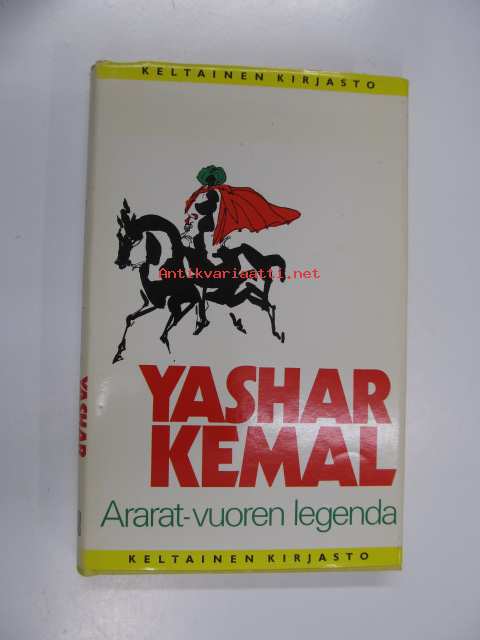 KELTAINEN KIRJASTO
Antikvariaatti.net
YASHAR
KEMAL
Ararat-vuoren legenda
KELTAINEN KIRJASTO
YASHAR